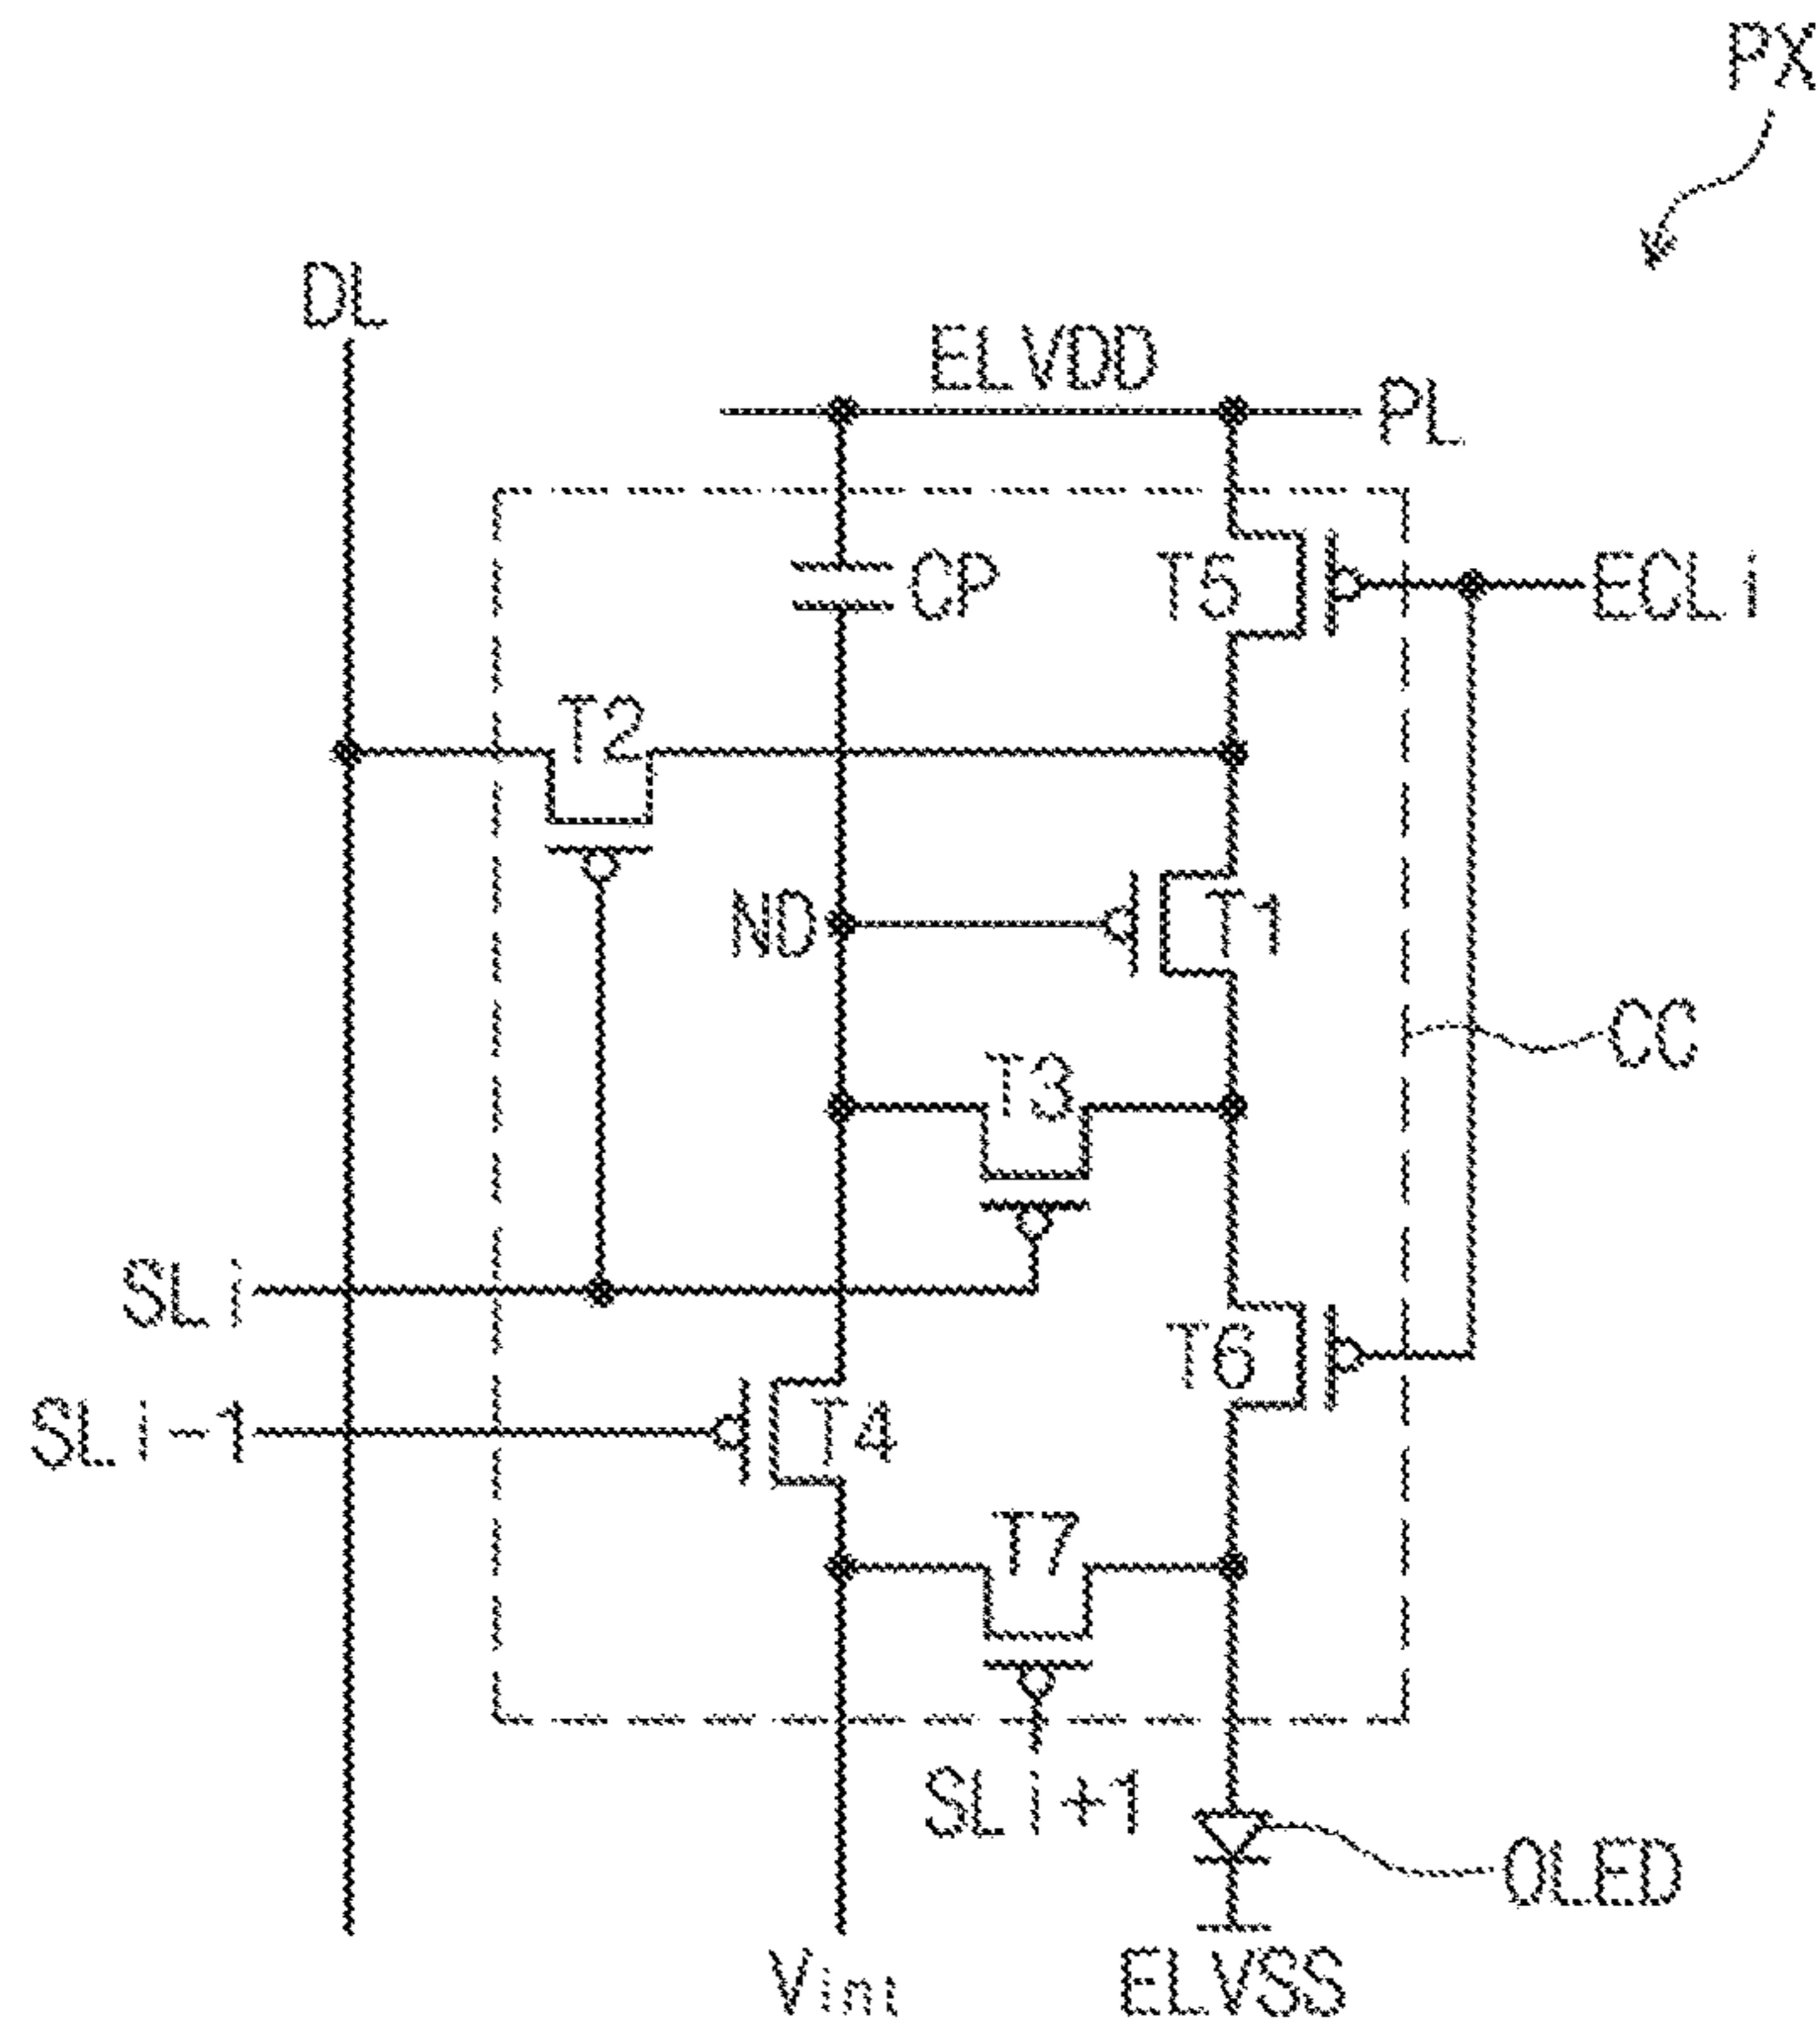 PX
DL
ELVDD
PL
CP
T5
ECLi
T2
ND
T1
CC
T3
SLi
T6
SLi-1
T4
T7
SLi+1
OLED
Vint
ELVSS